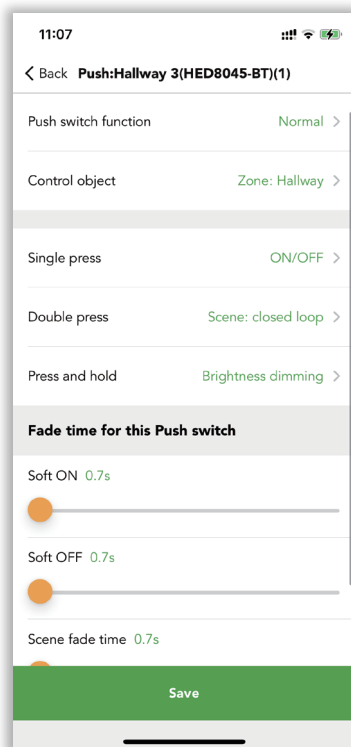 11:07
Back Push:Hallway 3(HED8045-BT)(1)
Push switch function Normal
Control object Zone: Hallway
Single press ON/OFF
Double press Scene: closed loop
Press and hold Brightness dimming
Fade time for this Push switch
Soft ON 0.7s
Soft OFF 0.7s
Scene fade time 0.7s
Save